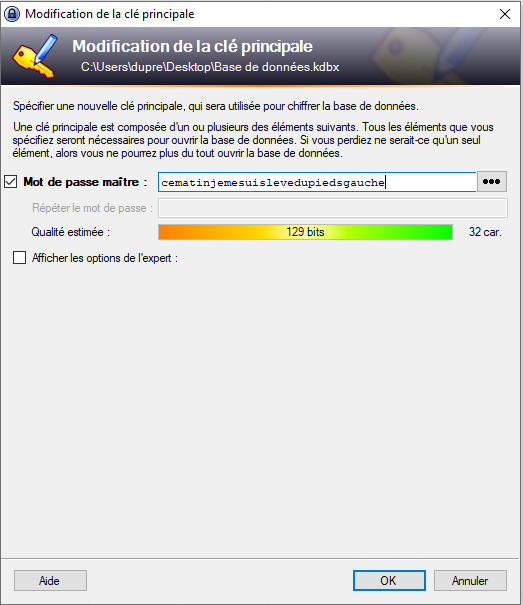 Modification de la clé principale
Modification de la clé principale
C:\Users\dupre\Desktop\Base de données.kdbx
Spécifier une nouvelle clé principale, qui sera utilisée pour chiffrer la base de données.
Une clé principale est composée d'un ou plusieurs des éléments suivants. Tous les éléments que vous
spécifiez seront nécessaires pour ouvrir la base de données. Si vous perdiez ne serait-ce qu'un seul
élément, alors vous ne pourrez plus du tout ouvrir la base de données.
Mot de passe maître : cematinjemesuislevedupiedsgauche
Répéter le mot de passe :
Qualité estimée : 129 bits 32 car.
Afficher les options de l'expert :
Aide OK Annuler